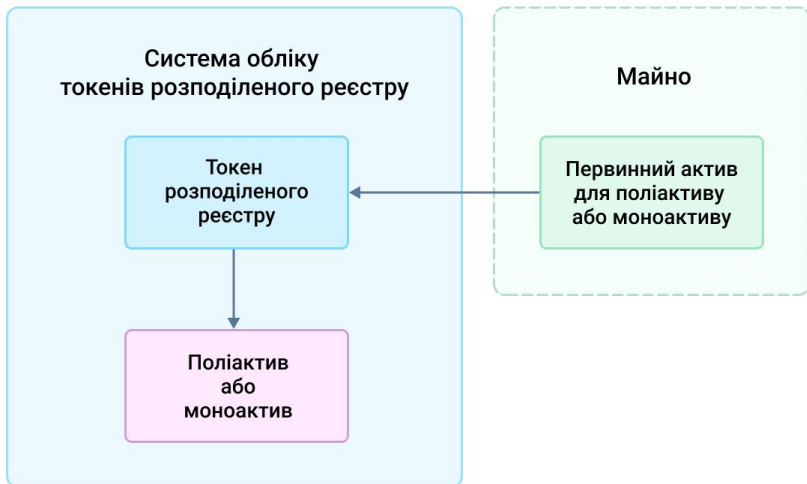 Система обліку
токенів розподіленого реєстру
Майно
Токен
розподіленого
реєстру
Первинний актив
для поліактиву
або моноактиву
Поліактив
або
моноактив